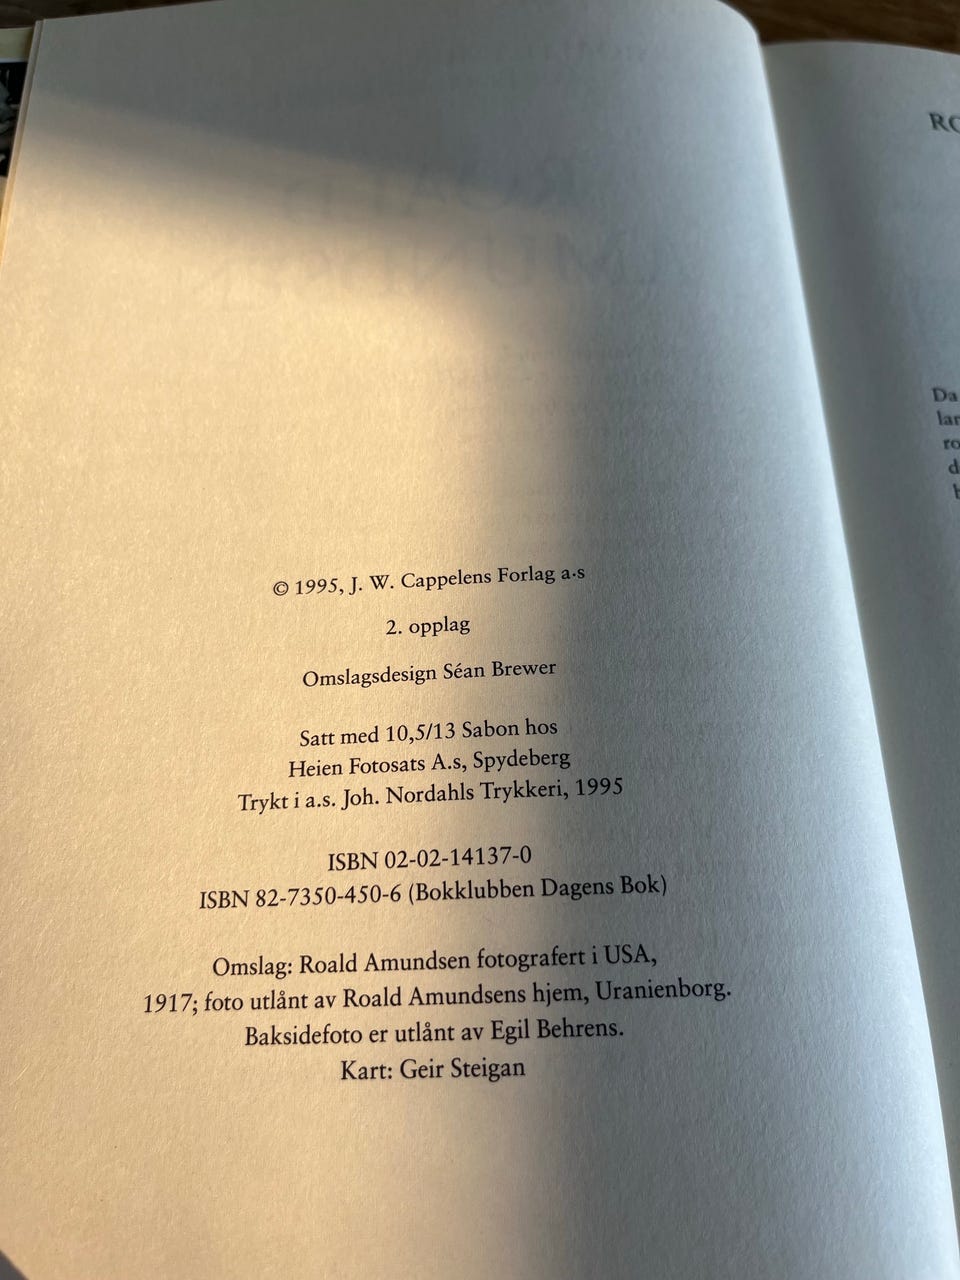 © 1995, J. W. Cappelens Forlag a·s
2. opplag
Omslagsdesign Séan Brewer
Satt med 10,5/13 Sabon hos
Heien Fotosats A.s, Spydeberg
Trykt i a.s. Joh. Nordahls Trykkeri, 1995
ISBN 02-02-14137-0
ISBN 82-7350-450-6 (Bokklubben Dagens Bok)
Omslag: Roald Amundsen fotografert i USA,
1917; foto utlånt av Roald Amundsens hjem, Uranienborg.
Baksidefoto er utlånt av Egil Behrens.
Kart: Geir Steigan